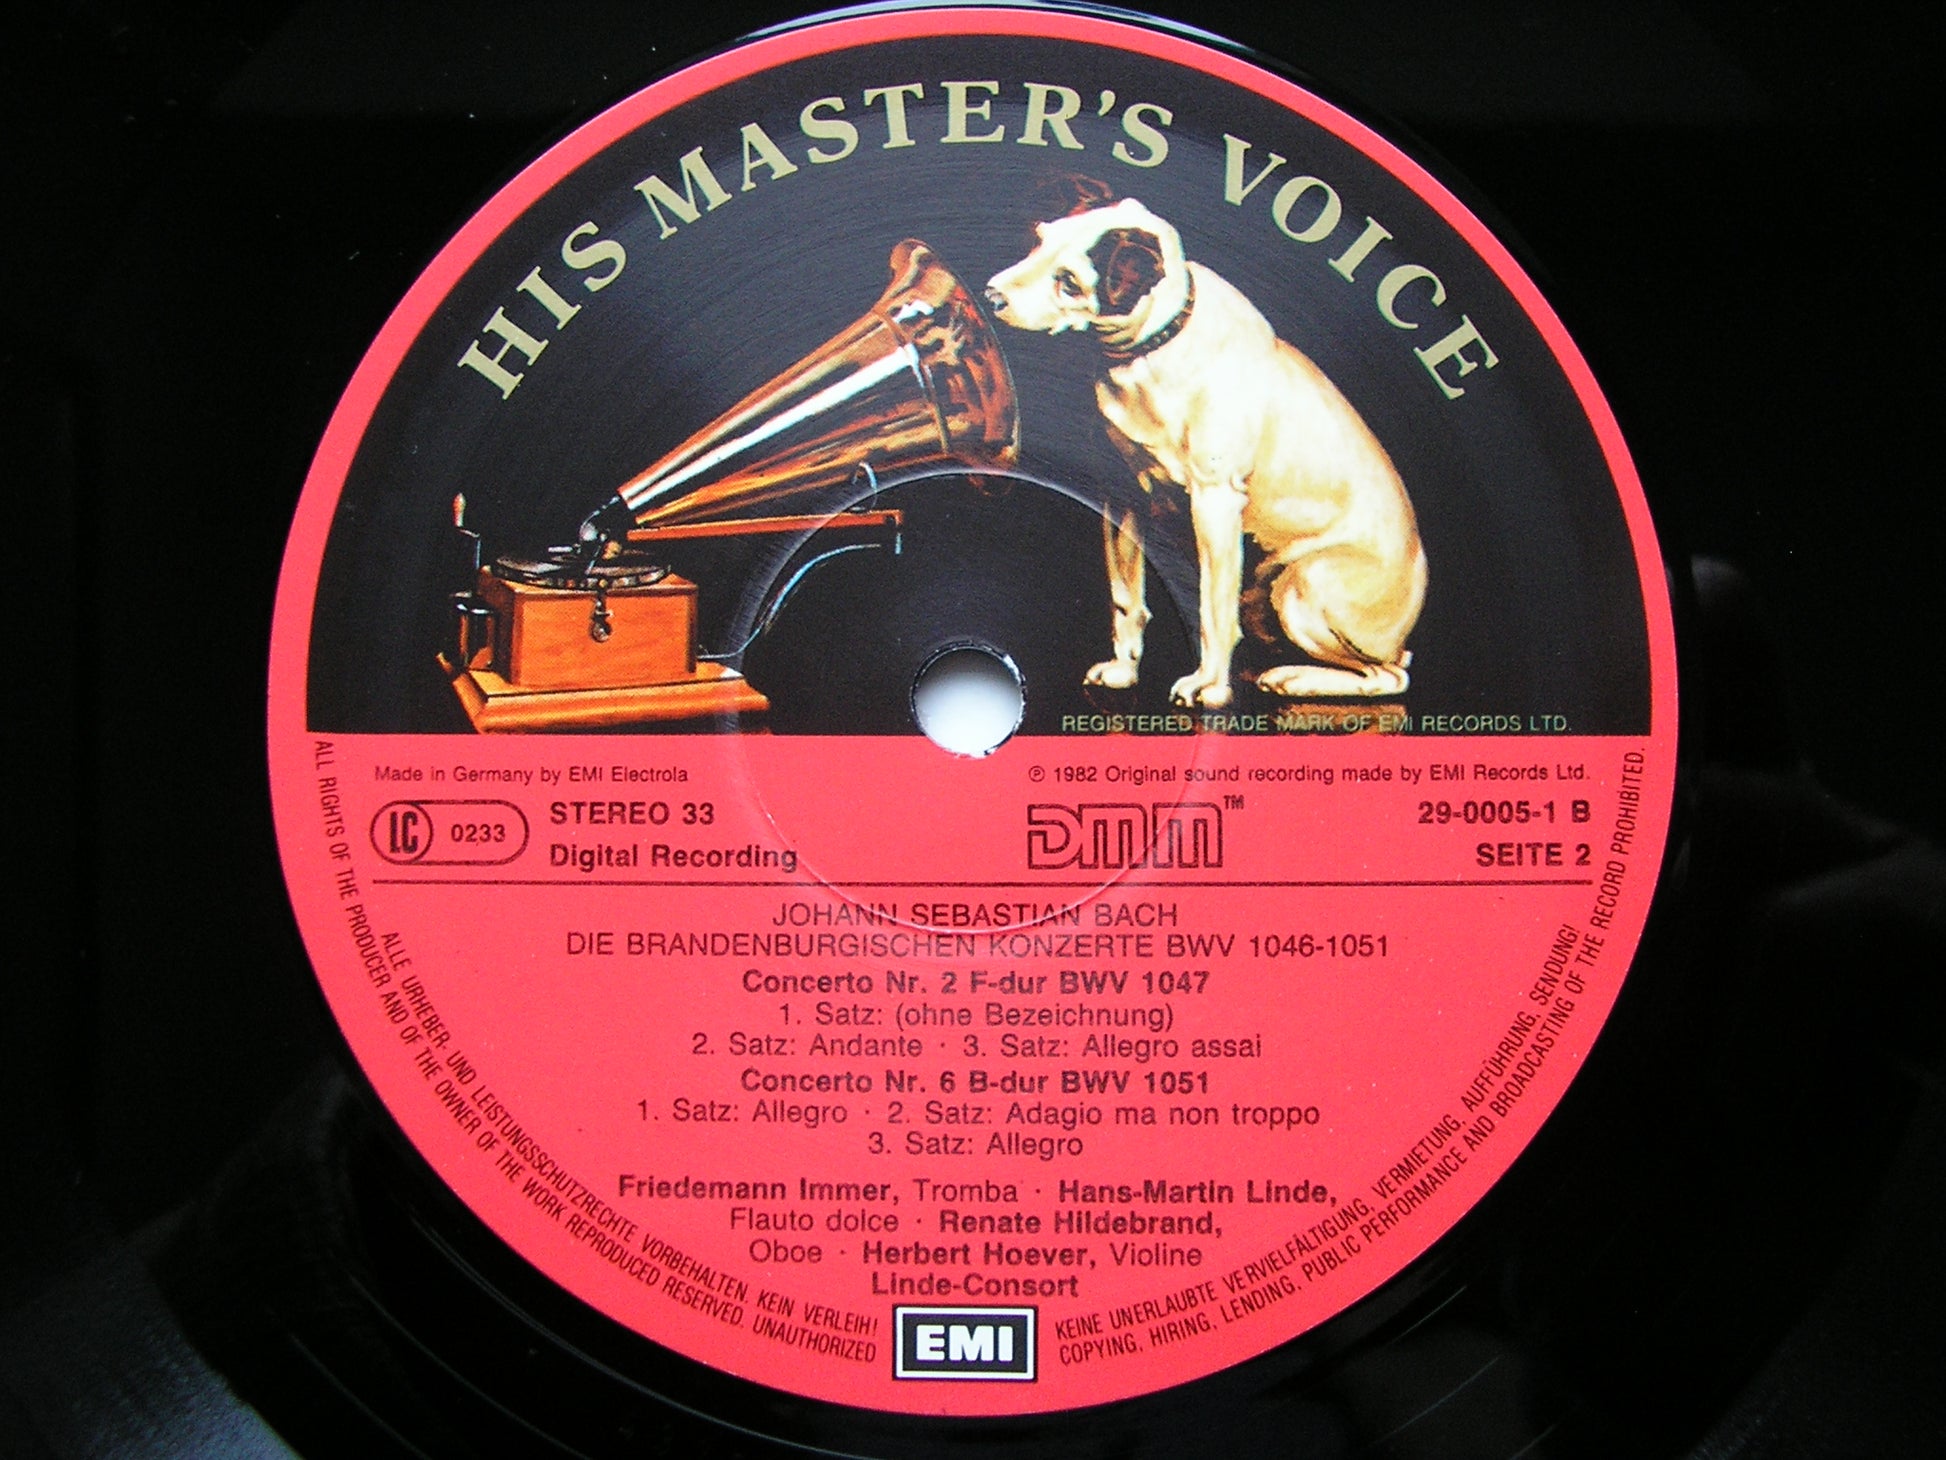 HIS MASTER'S VOICE
REGISTERED TRADE MARK OF EMI RECORDS LTD.
Made in Germany by EMI Electrola
℗ 1982 Original sound recording made by EMI Records Ltd.
LC 0233
STEREO 33
Digital Recording
DMM™
29-0005-1 B
SEITE 2
JOHANN SEBASTIAN BACH
DIE BRANDENBURGISCHEN KONZERTE BWV 1046-1051
Concerto Nr. 2 F-dur BWV 1047
1. Satz: (ohne Bezeichnung)
2. Satz: Andante · 3. Satz: Allegro assai
Concerto Nr. 6 B-dur BWV 1051
1. Satz: Allegro · 2. Satz: Adagio ma non troppo
3. Satz: Allegro
Friedemann Immer, Tromba · Hans-Martin Linde,
Flauto dolce · Renate Hildebrand,
Oboe · Herbert Hoever, Violine
Linde-Consort
EMI
ALLE URHEBER- UND LEISTUNGSSCHUTZRECHTE VORBEHALTEN. KEIN VERLEIH!
KEINE UNERLAUBTE VERVIELFÄLTIGUNG, VERMIETUNG, AUFFÜHRUNG, SENDUNG!
ALL RIGHTS OF THE PRODUCER AND OF THE OWNER OF THE WORK REPRODUCED RESERVED. UNAUTHORIZED
COPYING, HIRING, LENDING, PUBLIC PERFORMANCE AND BROADCASTING OF THE RECORD PROHIBITED.